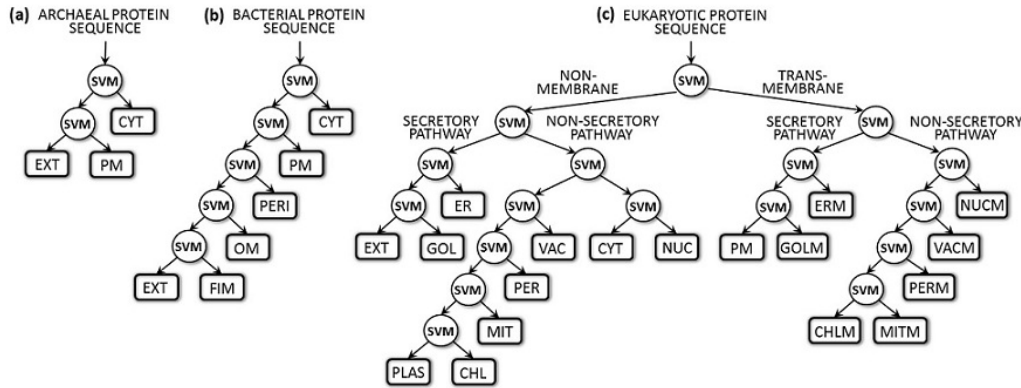 (a) ARCHAEAL PROTEIN
SEQUENCE
SVM
SVM
CYT
EXT
PM
(b) BACTERIAL PROTEIN
SEQUENCE
SVM
SVM
CYT
SVM
PM
SVM
PERI
SVM
OM
EXT
FIM
(c)
EUKARYOTIC PROTEIN
SEQUENCE
SVM
NON-
MEMBRANE
TRANS-
MEMBRANE
SVM
SECRETORY
PATHWAY
NON-SECRETORY
PATHWAY
SVM
SVM
SVM
ER
EXT
GOL
SVM
SVM
SVM
VAC
CYT
NUC
SVM
PER
SVM
MIT
PLAS
CHL
SVM
SECRETORY
PATHWAY
NON-SECRETORY
PATHWAY
SVM
SVM
SVM
ERM
PM
GOLM
SVM
NUCM
SVM
VACM
SVM
PERM
CHLM
MITM